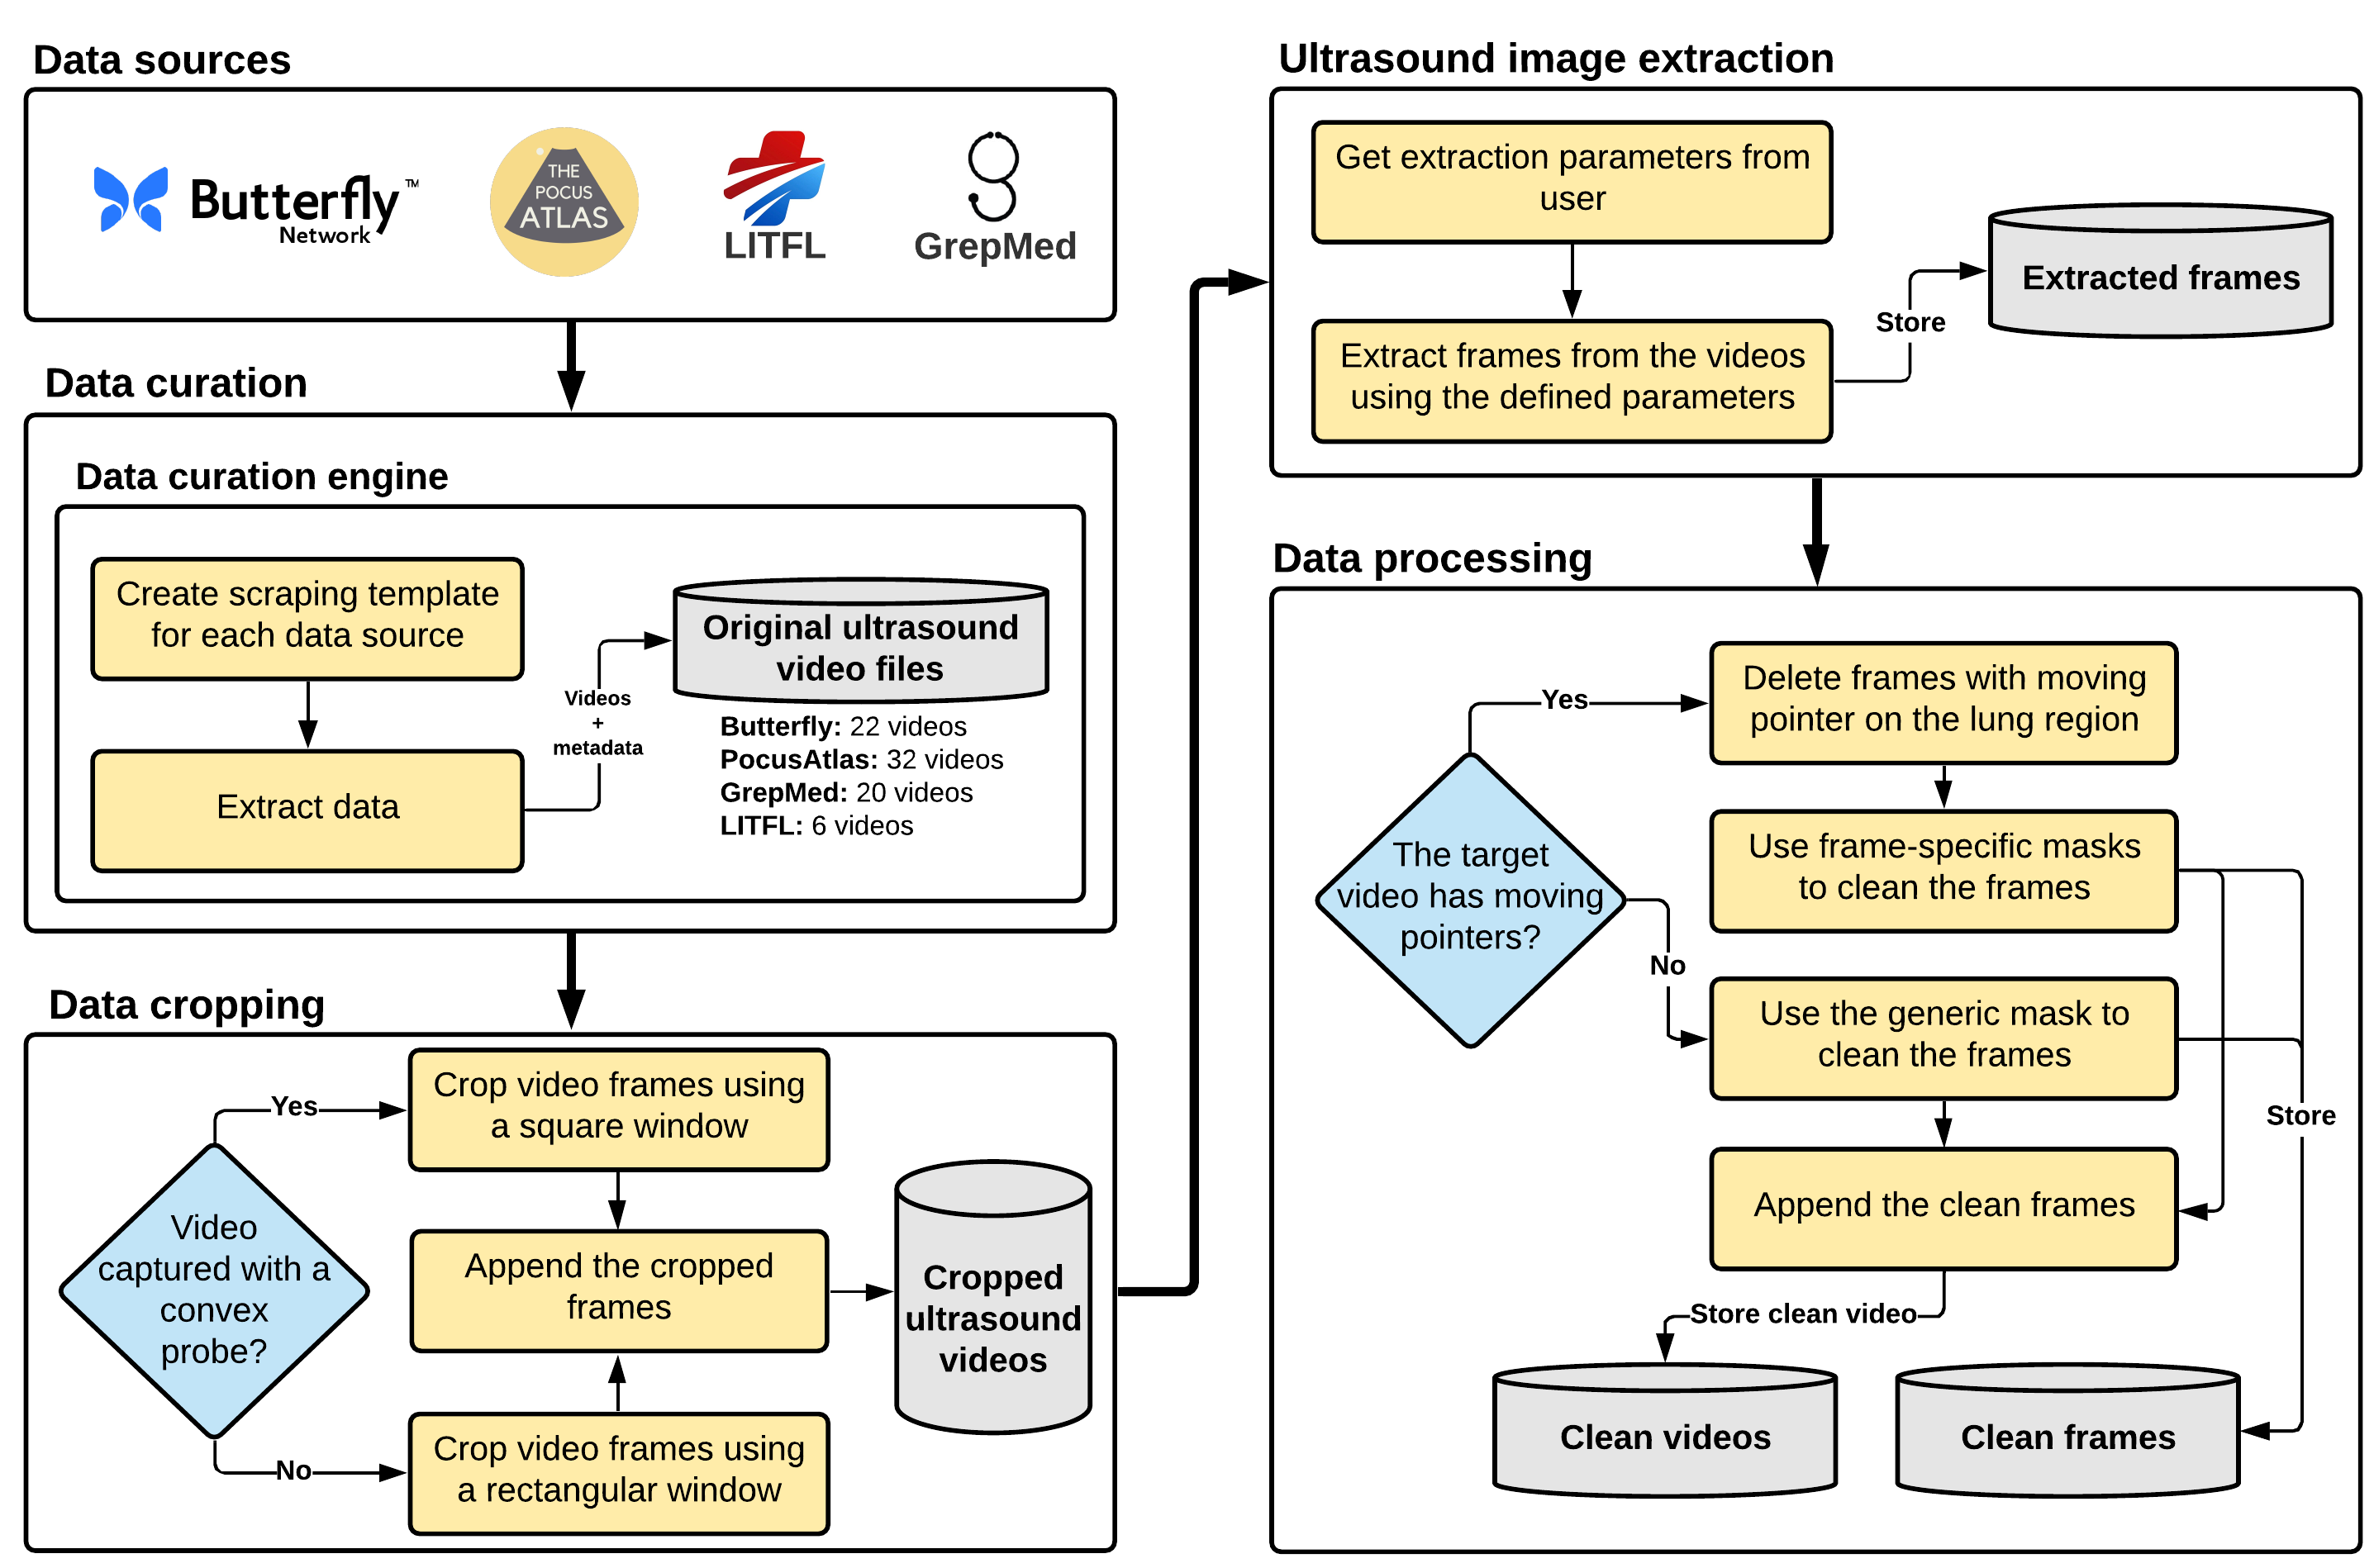 Data sources
Butterfly™
Network
THE
POCUS
ATLAS
LITFL
GrepMed
Data curation
Data curation engine
Create scraping template
for each data source
Extract data
Videos
+
metadata
Original ultrasound
video files
Butterfly: 22 videos
PocusAtlas: 32 videos
GrepMed: 20 videos
LITFL: 6 videos
Data cropping
Video
captured with a
convex
probe?
Yes
No
Crop video frames using
a square window
Append the cropped
frames
Crop video frames using
a rectangular window
Cropped
ultrasound
videos
Ultrasound image extraction
Get extraction parameters from
user
Extract frames from the videos
using the defined parameters
Store
Extracted frames
Data processing
The target
video has moving
pointers?
Yes
No
Delete frames with moving
pointer on the lung region
Use frame-specific masks
to clean the frames
Use the generic mask to
clean the frames
Append the clean frames
Store
Store clean video
Clean videos
Clean frames